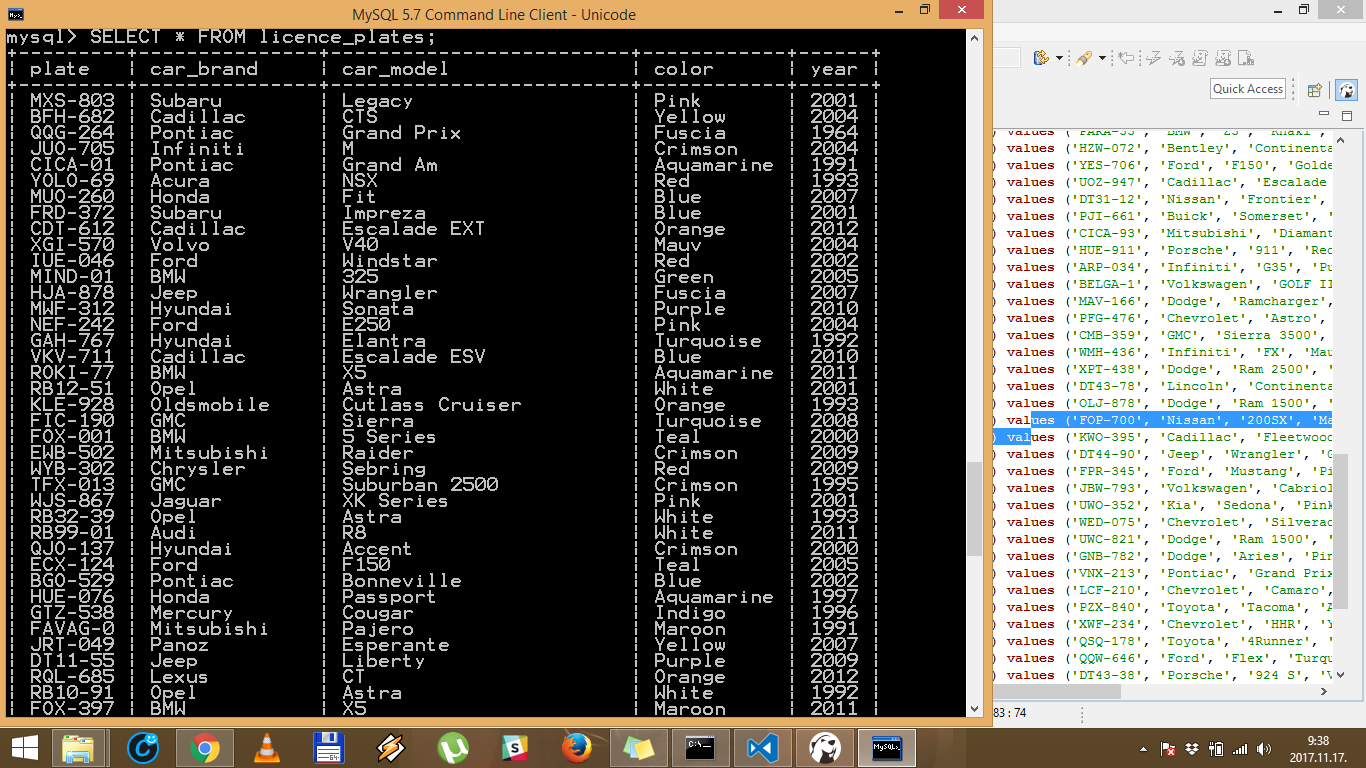 MySQL 5.7 Command Line Client - Unicode
mysql> SELECT * FROM licence_plates;
| plate | car_brand | car_model | color | year |
| MXS-803 | Subaru | Legacy | Pink | 2001 |
| BFH-682 | Cadillac | CTS | Yellow | 2004 |
| QQG-264 | Pontiac | Grand Prix | Fuscia | 1964 |
| JUO-705 | Infiniti | M | Crimson | 2004 |
| CICA-01 | Pontiac | Grand Am | Aquamarine | 1991 |
| YOLO-69 | Acura | NSX | Red | 1993 |
| MUO-260 | Honda | Fit | Blue | 2007 |
| FRD-372 | Subaru | Impreza | Blue | 2001 |
| CDT-612 | Cadillac | Escalade EXT | Orange | 2012 |
| XGI-570 | Volvo | V40 | Mauv | 2004 |
| IUE-046 | Ford | Windstar | Red | 2002 |
| MIND-01 | BMW | 325 | Green | 2005 |
| HJA-878 | Jeep | Wrangler | Fuscia | 2007 |
| MWF-312 | Hyundai | Sonata | Purple | 2010 |
| NEF-242 | Ford | E250 | Pink | 2004 |
| GAH-767 | Hyundai | Elantra | Turquoise | 1992 |
| VKV-711 | Cadillac | Escalade ESV | Blue | 2010 |
| ROKI-77 | BMW | X5 | Aquamarine | 2011 |
| RB12-51 | Opel | Astra | White | 2001 |
| KLE-928 | Oldsmobile | Cutlass Cruiser | Orange | 1993 |
| FIC-190 | GMC | Sierra | Turquoise | 2008 |
| FOX-001 | BMW | 5 Series | Teal | 2000 |
| EWB-502 | Mitsubishi | Raider | Crimson | 2009 |
| WYB-302 | Chrysler | Sebring | Red | 2009 |
| TFX-013 | GMC | Suburban 2500 | Crimson | 1995 |
| WJS-867 | Jaguar | XK Series | Pink | 2001 |
| RB32-39 | Opel | Astra | White | 1993 |
| RB99-01 | Audi | R8 | White | 2011 |
| QJO-137 | Hyundai | Accent | Crimson | 2000 |
| ECX-124 | Ford | F150 | Teal | 2005 |
| BGO-529 | Pontiac | Bonneville | Blue | 2002 |
| HUE-076 | Honda | Passport | Aquamarine | 1997 |
| GTZ-538 | Mercury | Cougar | Indigo | 1996 |
| FAVAG-0 | Mitsubishi | Pajero | Maroon | 1991 |
| JRT-049 | Panoz | Esperante | Yellow | 2007 |
| DT11-55 | Jeep | Liberty | Purple | 2009 |
| RQL-685 | Lexus | CT | Orange | 2012 |
| RB10-91 | Opel | Astra | White | 1992 |
| FOX-397 | BMW | X5 | Maroon | 2011 |
Quick Access
) values ('PARA-33', 'BMW', 'Z3', 'Khaki',
) values ('HZW-072', 'Bentley', 'Continenta
) values ('YES-706', 'Ford', 'F150', 'Golde
) values ('UOZ-947', 'Cadillac', 'Escalade
) values ('DT31-12', 'Nissan', 'Frontier',
) values ('PJI-661', 'Buick', 'Somerset', '
) values ('CICA-93', 'Mitsubishi', 'Diamant
) values ('HUE-911', 'Porsche', '911', 'Red
) values ('ARP-034', 'Infiniti', 'G35', 'Pu
) values ('BELGA-1', 'Volkswagen', 'GOLF II
) values ('MAV-166', 'Dodge', 'Ramcharger',
) values ('PFG-476', 'Chevrolet', 'Astro',
) values ('CMB-359', 'GMC', 'Sierra 3500',
) values ('WMH-436', 'Infiniti', 'FX', 'Mau
) values ('XPT-438', 'Dodge', 'Ram 2500', '
) values ('DT43-78', 'Lincoln', 'Continenta
) values ('OLJ-878', 'Dodge', 'Ram 1500', '
) values ('FOP-700', 'Nissan', '200SX', 'Ma
) values ('KWO-395', 'Cadillac', 'Fleetwood
) values ('DT44-90', 'Jeep', 'Wrangler', 'G
) values ('FPR-345', 'Ford', 'Mustang', 'Pi
) values ('JBW-793', 'Volkswagen', 'Cabriol
) values ('UWO-352', 'Kia', 'Sedona', 'Pink
) values ('WED-075', 'Chevrolet', 'Silverad
) values ('UWC-821', 'Dodge', 'Ram 1500', '
) values ('GNB-782', 'Dodge', 'Aries', 'Pin
) values ('VNX-213', 'Pontiac', 'Grand Prix
) values ('LCF-210', 'Chevrolet', 'Camaro',
) values ('PZX-840', 'Toyota', 'Tacoma', 'A
) values ('XWF-234', 'Chevrolet', 'HHR', 'Y
) values ('QSQ-178', 'Toyota', '4Runner', '
) values ('QQW-646', 'Ford', 'Flex', 'Turqu
) values ('DT43-38', 'Porsche', '924 S', 'V
83 : 74
9:38
2017.11.17.